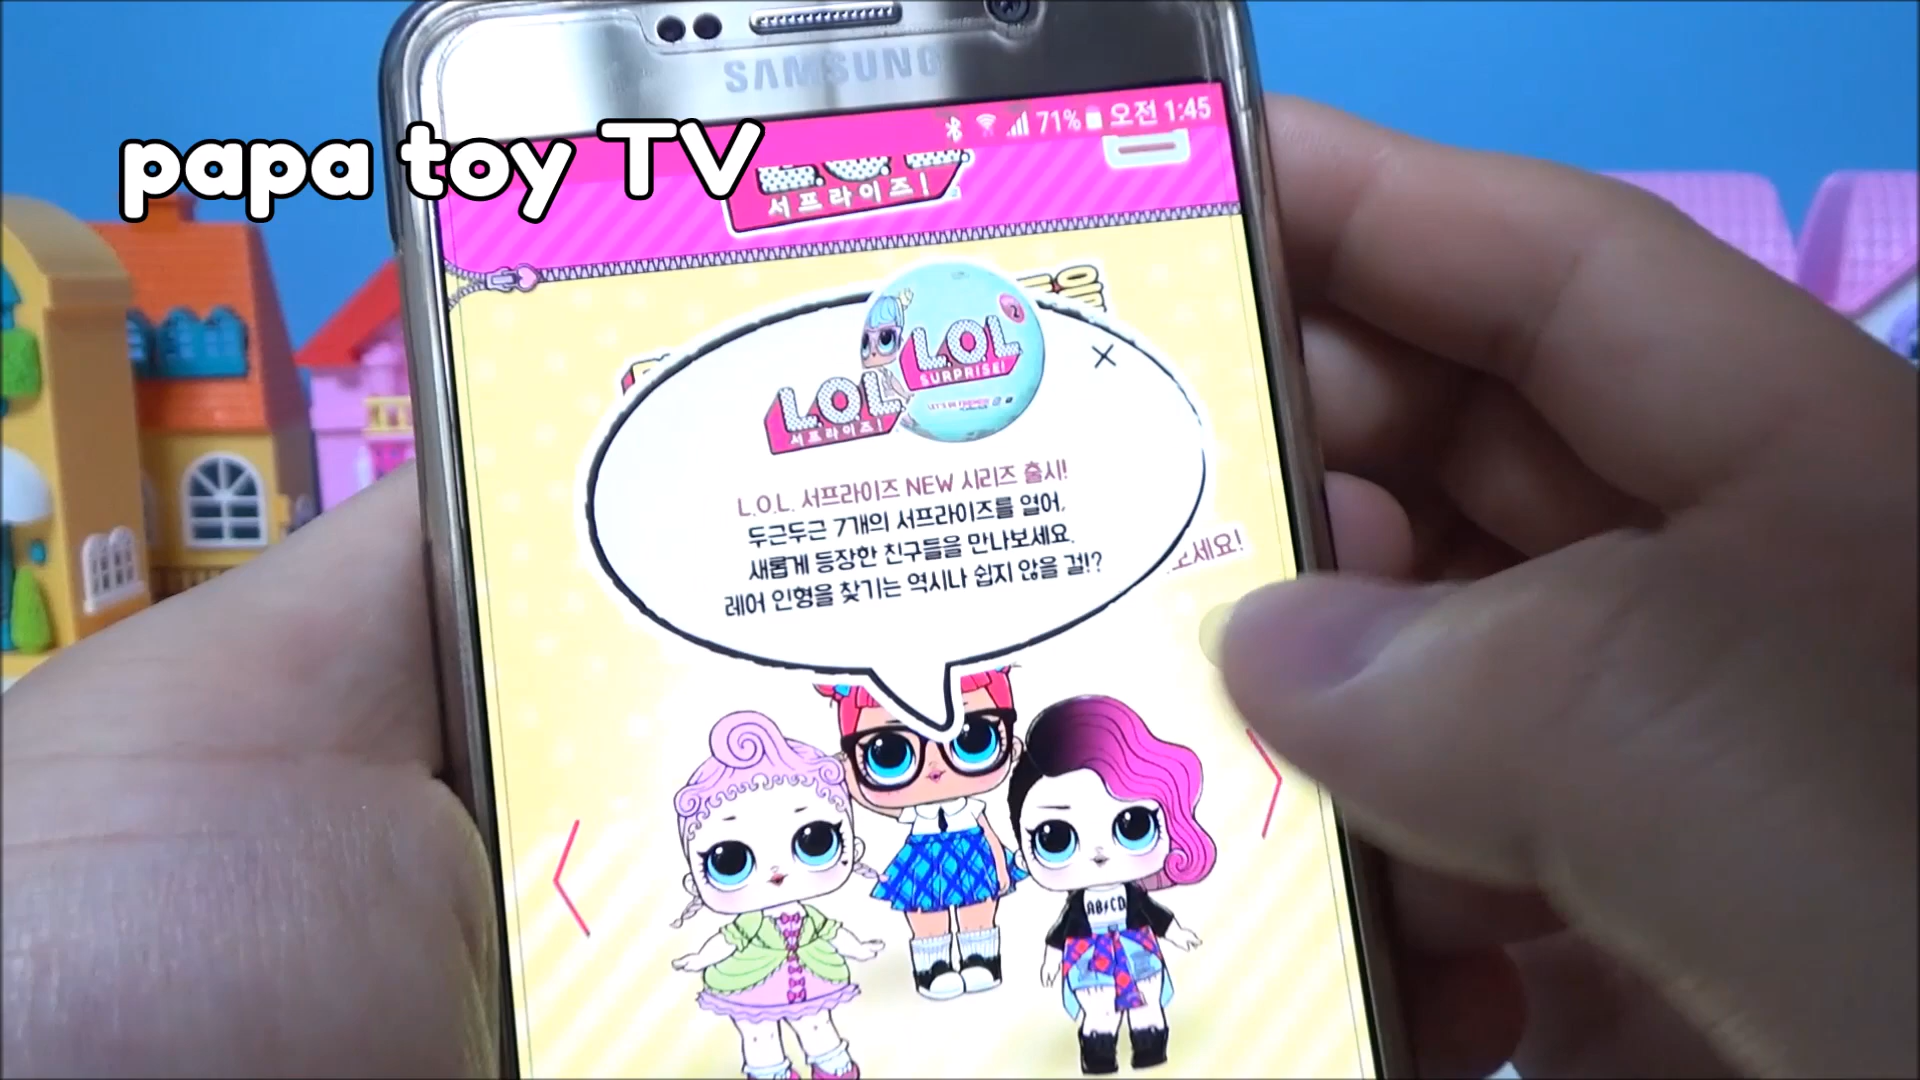 SAMSUNG
71% 오전 1:45
papa toy TV
서프라이즈!
2
L.O.L
SURPRISE!
L.O.L
서프라이즈!
L.O.L. 서프라이즈 NEW 시리즈 출시!
두근두근 7개의 서프라이즈를 열어,
새롭게 등장한 친구들을 만나보세요.
레어 인형을 찾기는 역시나 쉽지 않을 걸!?
보세요!
AB⚡CD